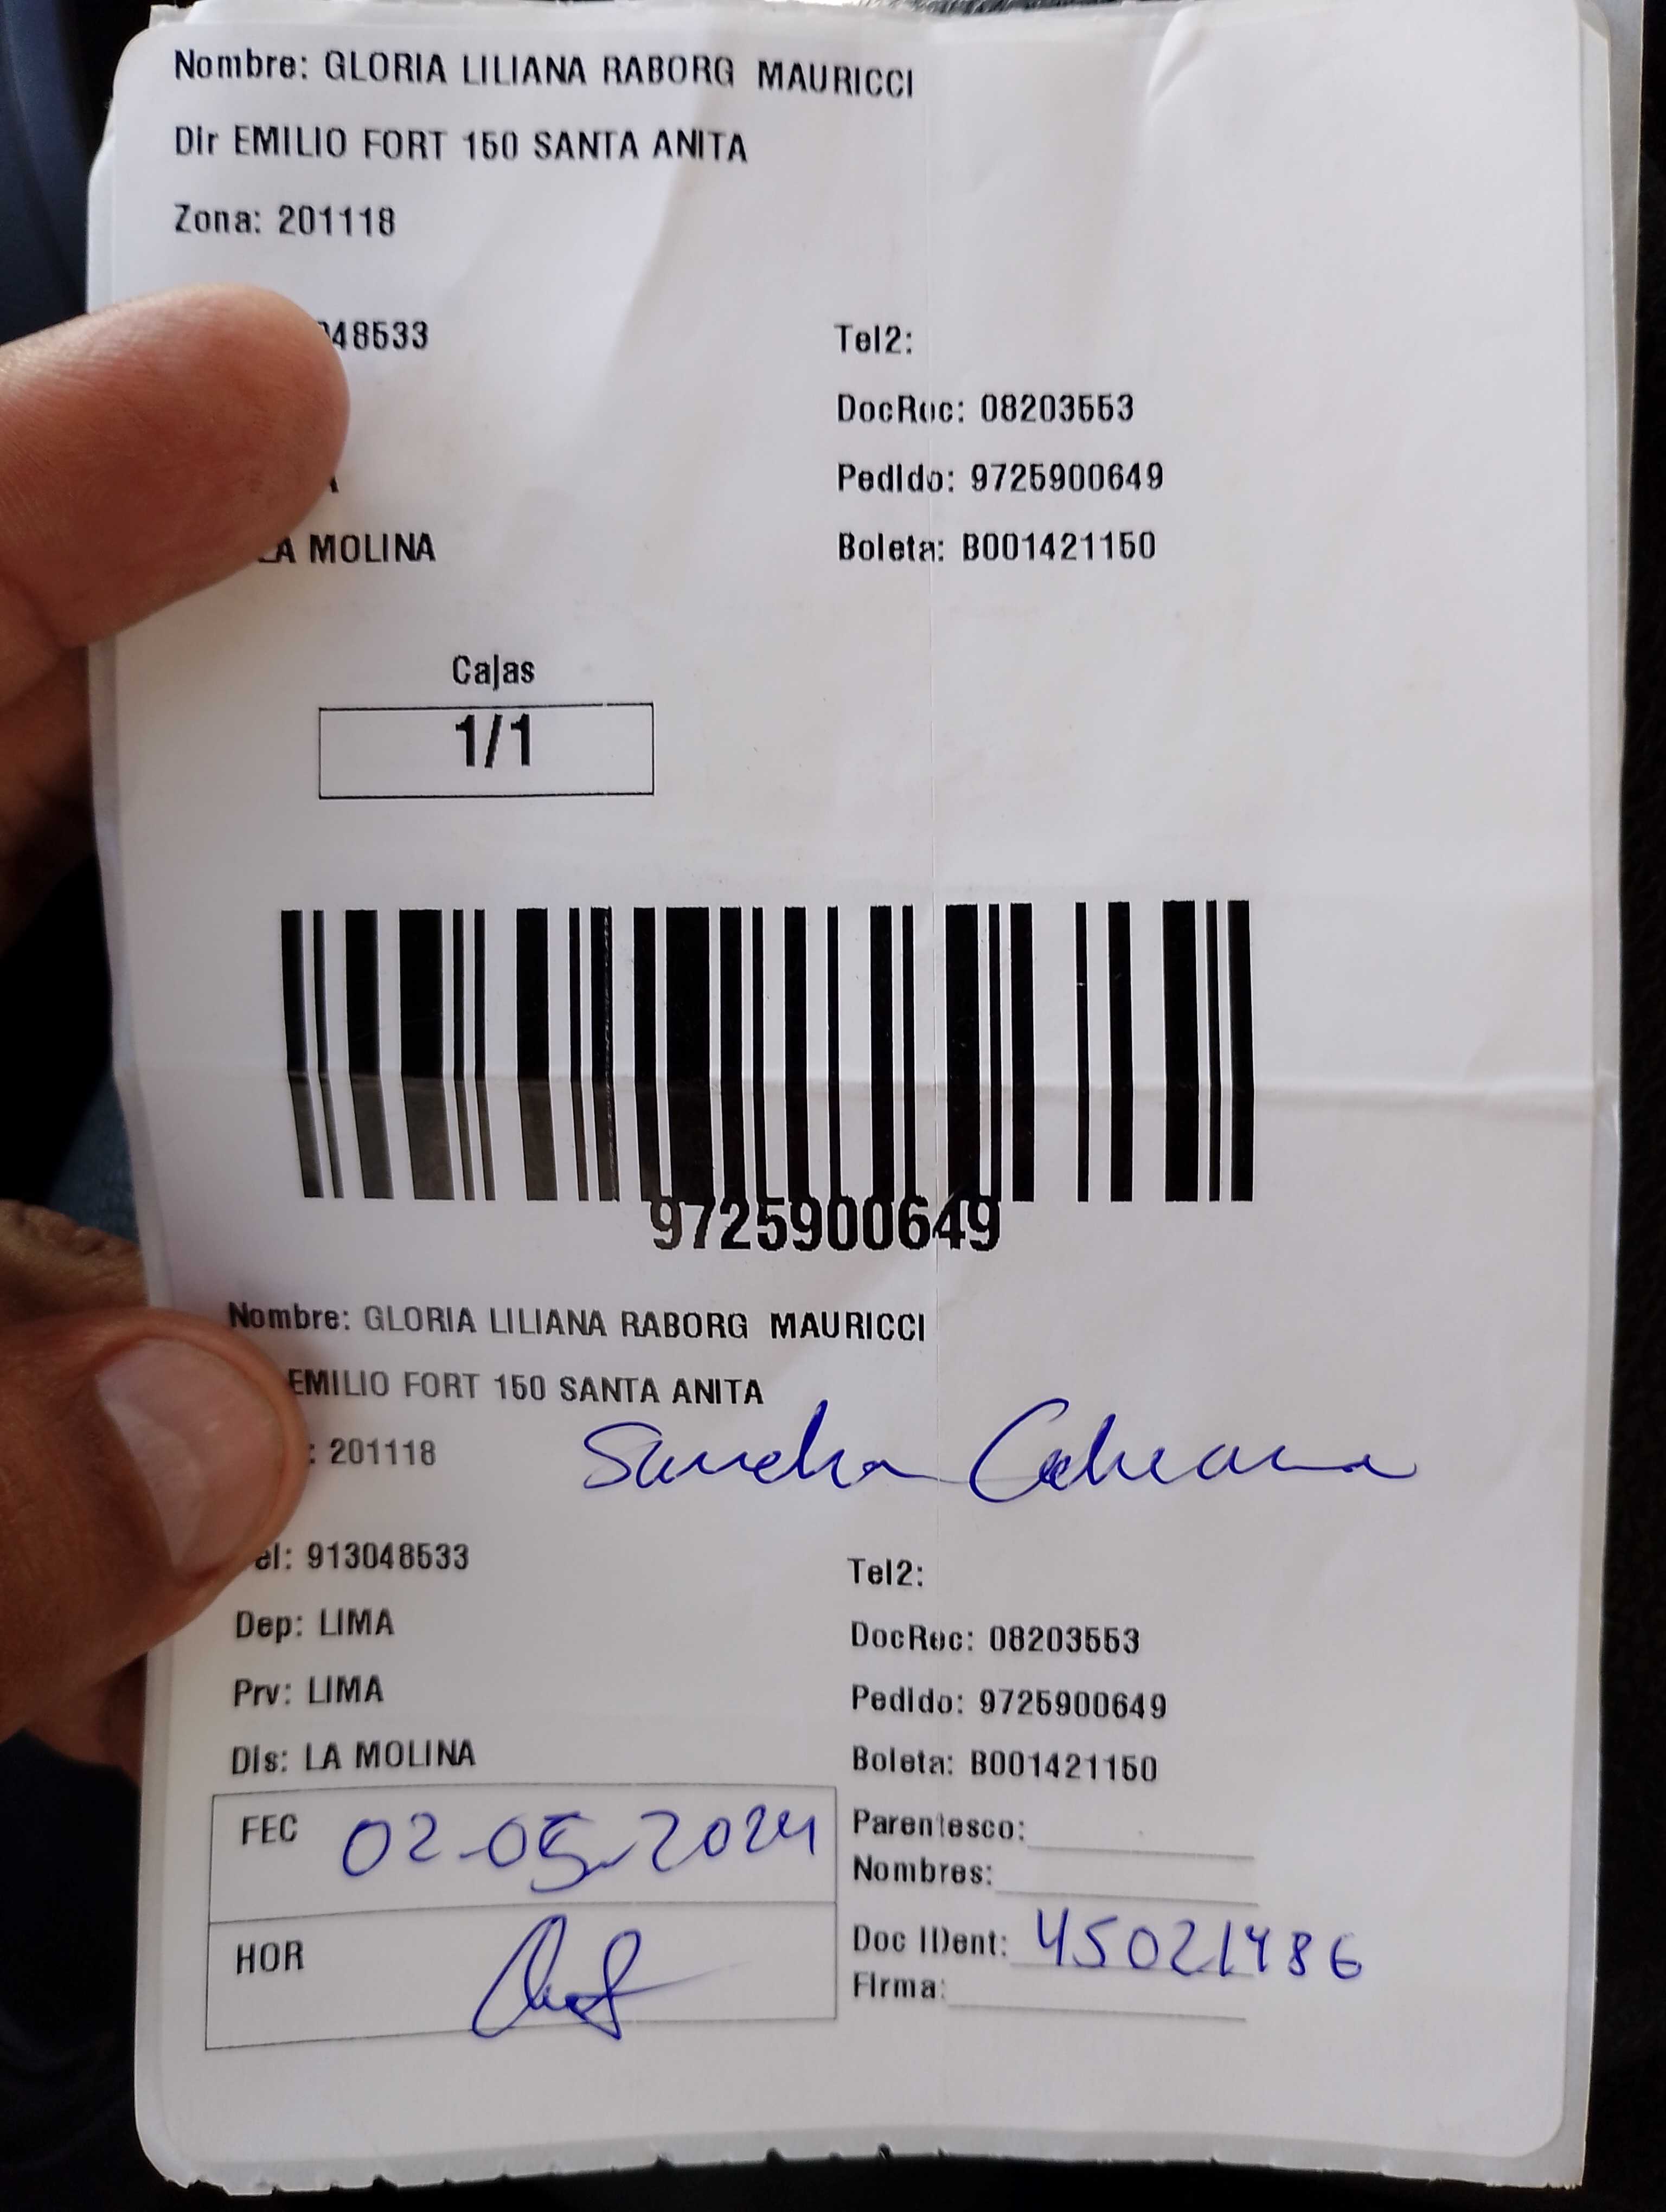 Nombre: GLORIA LILIANA RABORG MAURICCI
Dir EMILIO FORT 150 SANTA ANITA
Zona: 201118
48533
Tel2:
DocRec: 08203553
Pedido: 9725900649
LA MOLINA
Boleta: B001421150
Cajas
1/1
9725900649
Nombre: GLORIA LILIANA RABORG MAURICCI
EMILIO FORT 150 SANTA ANITA
: 201118
Sandra
el: 913048533
Tel2:
Dep: LIMA
DocRec: 08203553
Prv: LIMA
Pedido: 9725900649
Dis: LA MOLINA
Boleta: B001421150
FEC 02-05-2024
Parentesco:
Nombres:
HOR
Doc IDent: 45021486
Firma: